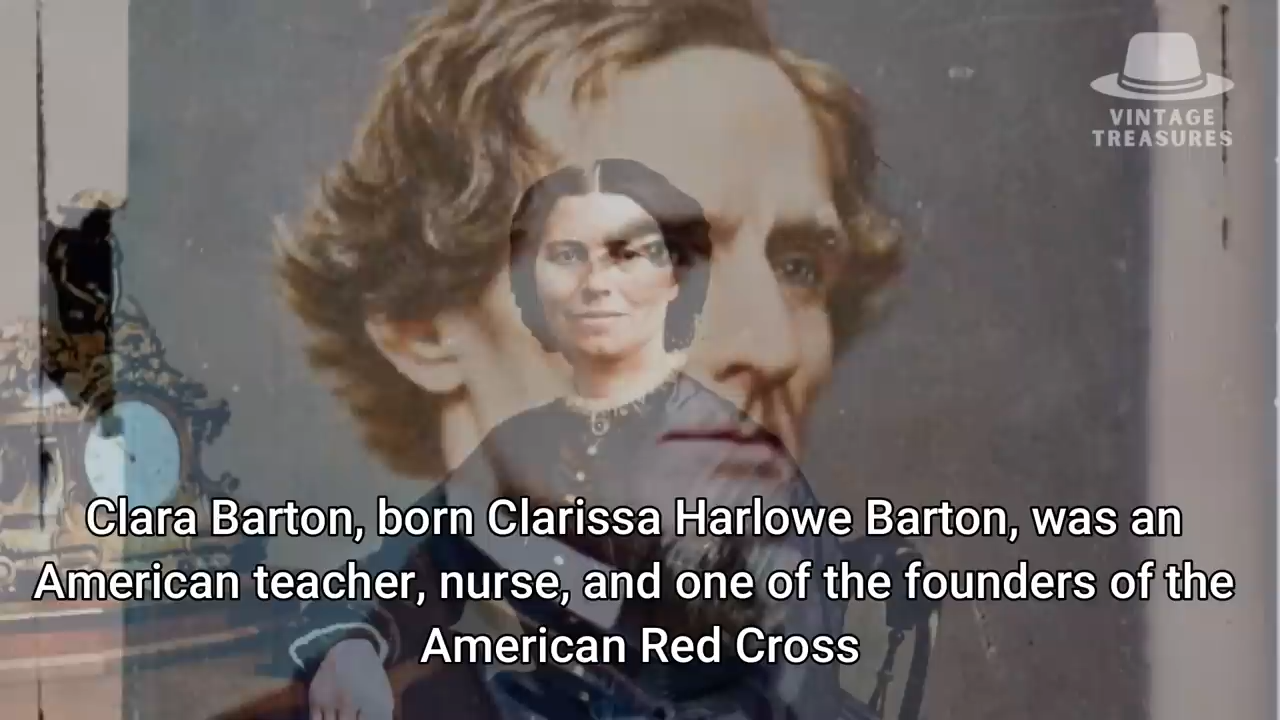 VINTAGE
TREASURES
Clara Barton, born Clarissa Harlowe Barton, was an
American teacher, nurse, and one of the founders of the
American Red Cross